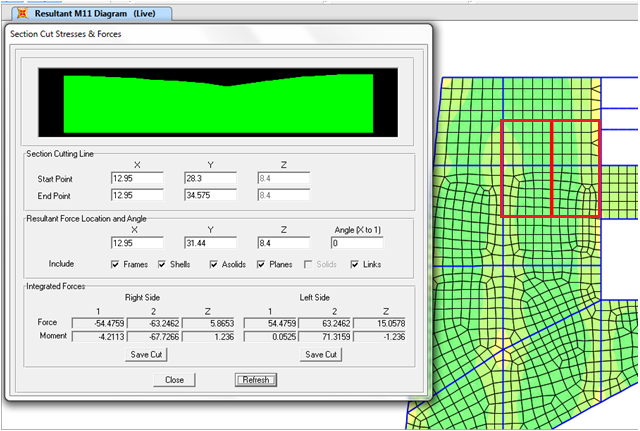 Resultant M11 Diagram (Live)
Section Cut Stresses & Forces
Section Cutting Line
X Y Z
Start Point 12.95 28.3 8.4
End Point 12.95 34.575 8.4
Resultant Force Location and Angle
X Y Z Angle (X to 1)
12.95 31.44 8.4 0
Include Frames Shells Asolids Planes Solids Links
Integrated Forces
Right Side Left Side
1 2 Z 1 2 Z
Force -54.4759 -63.2462 5.8653 54.4759 63.2462 15.0578
Moment -4.2113 -67.7266 1.236 0.0525 71.3159 -1.236
Save Cut Save Cut
Close Refresh